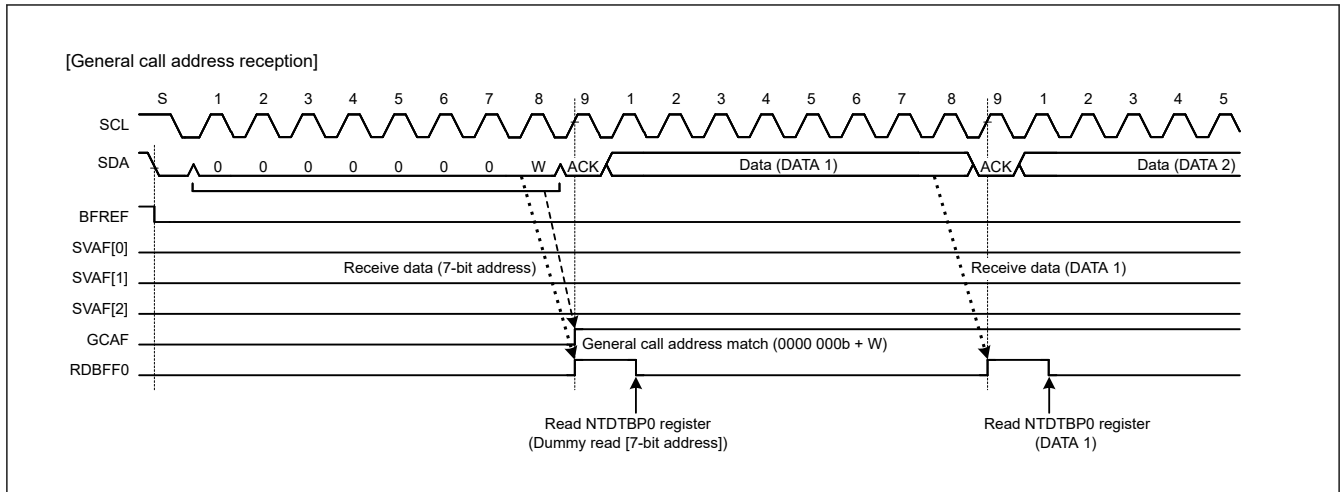 [General call address reception]
S 1 2 3 4 5 6 7 8 9 1 2 3 4 5 6 7 8 9 1 2 3 4 5
SCL
SDA 0 0 0 0 0 0 0 W ACK Data (DATA 1) ACK Data (DATA 2)
BFREF
SVAF[0]
Receive data (7-bit address) Receive data (DATA 1)
SVAF[1]
SVAF[2]
GCAF General call address match (0000 000b + W)
RDBFF0
Read NTDTBP0 register Read NTDTBP0 register
(Dummy read [7-bit address]) (DATA 1)